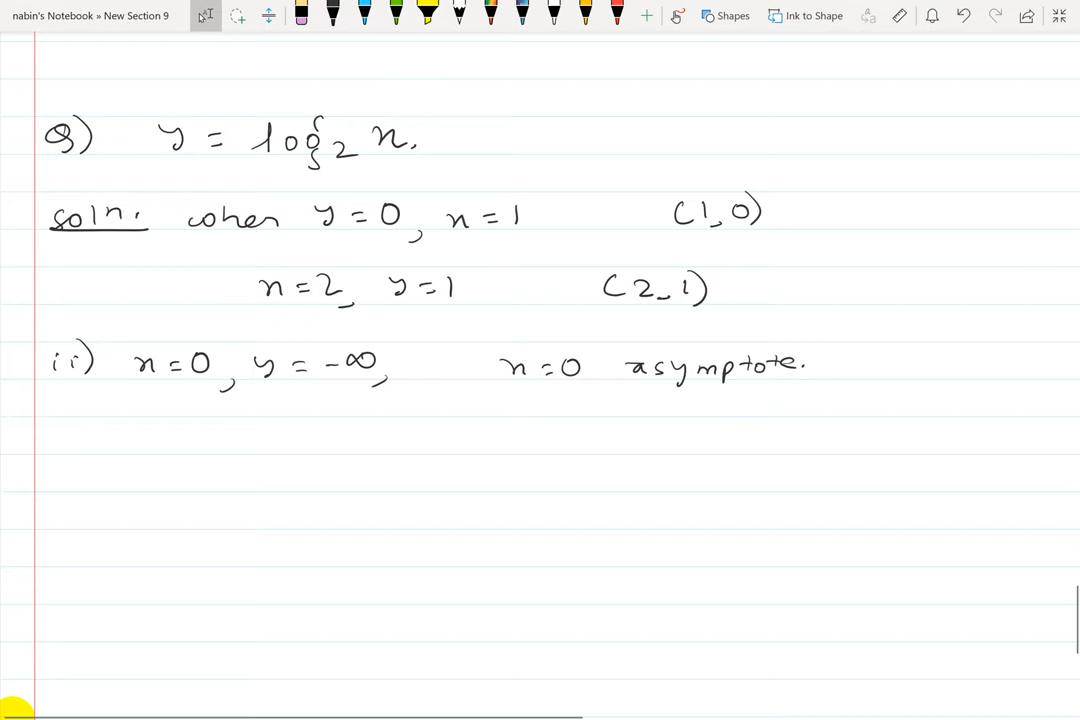 nabin's Notebook » New Section 9 Shapes Ink to Shape
Q) y = log₂ x.
soln. when y = 0, x = 1 (1, 0)
x = 2, y = 1 (2, 1)
ii) x = 0, y = -∞, x = 0 asymptote.